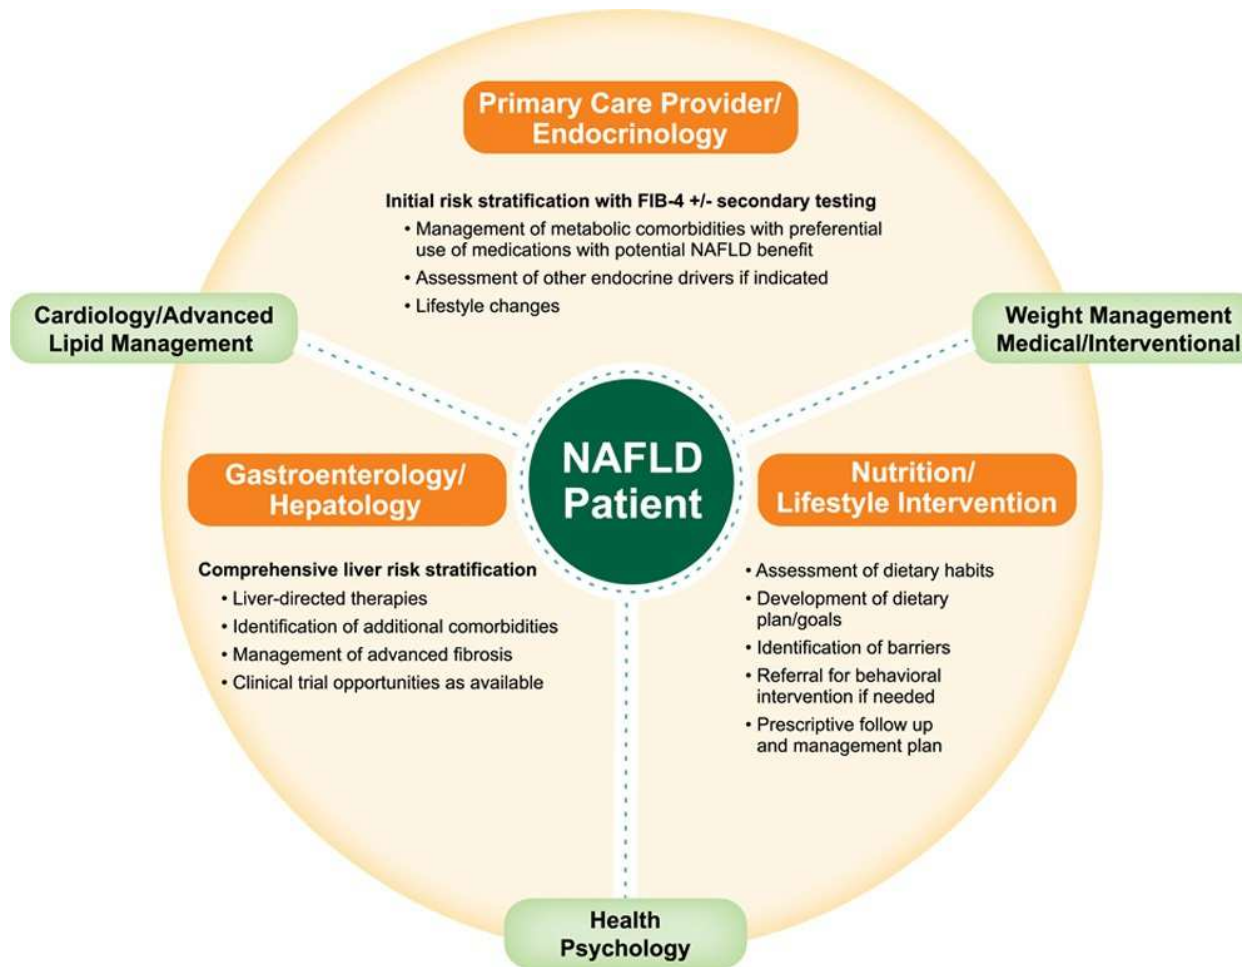 Primary Care Provider/
Endocrinology
Initial risk stratification with FIB-4 +/- secondary testing
• Management of metabolic comorbidities with preferential
use of medications with potential NAFLD benefit
• Assessment of other endocrine drivers if indicated
• Lifestyle changes
Cardiology/Advanced
Lipid Management
Weight Management
Medical/Interventional
NAFLD
Patient
Gastroenterology/
Hepatology
Comprehensive liver risk stratification
• Liver-directed therapies
• Identification of additional comorbidities
• Management of advanced fibrosis
• Clinical trial opportunities as available
Nutrition/
Lifestyle Intervention
• Assessment of dietary habits
• Development of dietary
plan/goals
• Identification of barriers
• Referral for behavioral
intervention if needed
• Prescriptive follow up
and management plan
Health
Psychology